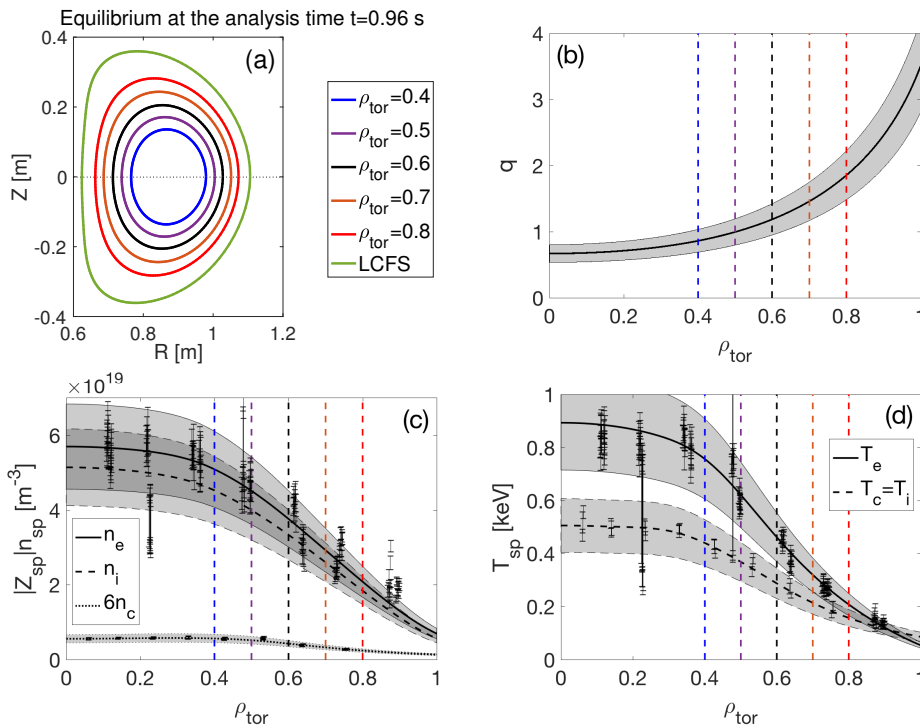 Equilibrium at the analysis time t=0.96 s
(a)
0.4
0.2
0
-0.2
-0.4
Z [m]
0.6
0.8
1
1.2
R [m]
ρtor=0.4
ρtor=0.5
ρtor=0.6
ρtor=0.7
ρtor=0.8
LCFS
(b)
4
3
2
1
0
q
0
0.2
0.4
0.6
0.8
1
ρtor
×10^19
(c)
6
4
2
0
|Zsp|nsp [m^-3]
ne
ni
6nc
0
0.2
0.4
0.6
0.8
1
ρtor
(d)
1
0.8
0.6
0.4
0.2
0
Tsp [keV]
Te
Tc=Ti
0
0.2
0.4
0.6
0.8
1
ρtor